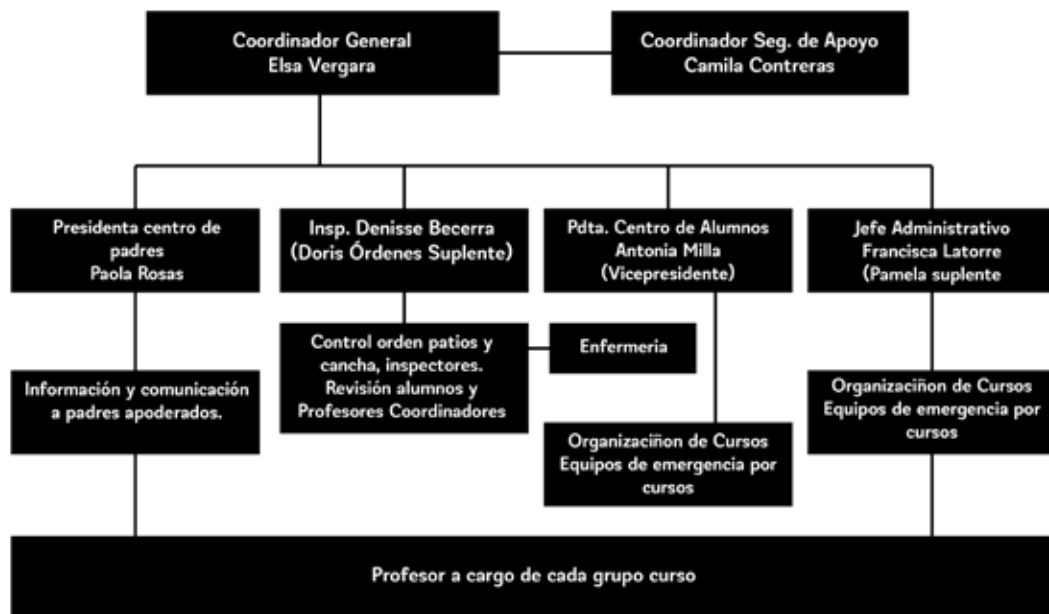 Coordinador General
Elsa Vergara
Coordinador Seg. de Apoyo
Camila Contreras
Presidenta centro de
padres
Paola Rosas
Insp. Denisse Becerra
(Doris Órdenes Suplente)
Pdta. Centro de Alumnos
Antonia Milla
(Vicepresidente)
Jefe Administrativo
Francisca Latorre
(Pamela suplente
Control orden patios y
cancha, inspectores.
Revisión alumnos y
Profesores Coordinadores
Enfermeria
Información y comunicación
a padres apoderados.
Organizaciñon de Cursos
Equipos de emergencia por
cursos
Organizaciñon de Cursos
Equipos de emergencia por
cursos
Profesor a cargo de cada grupo curso